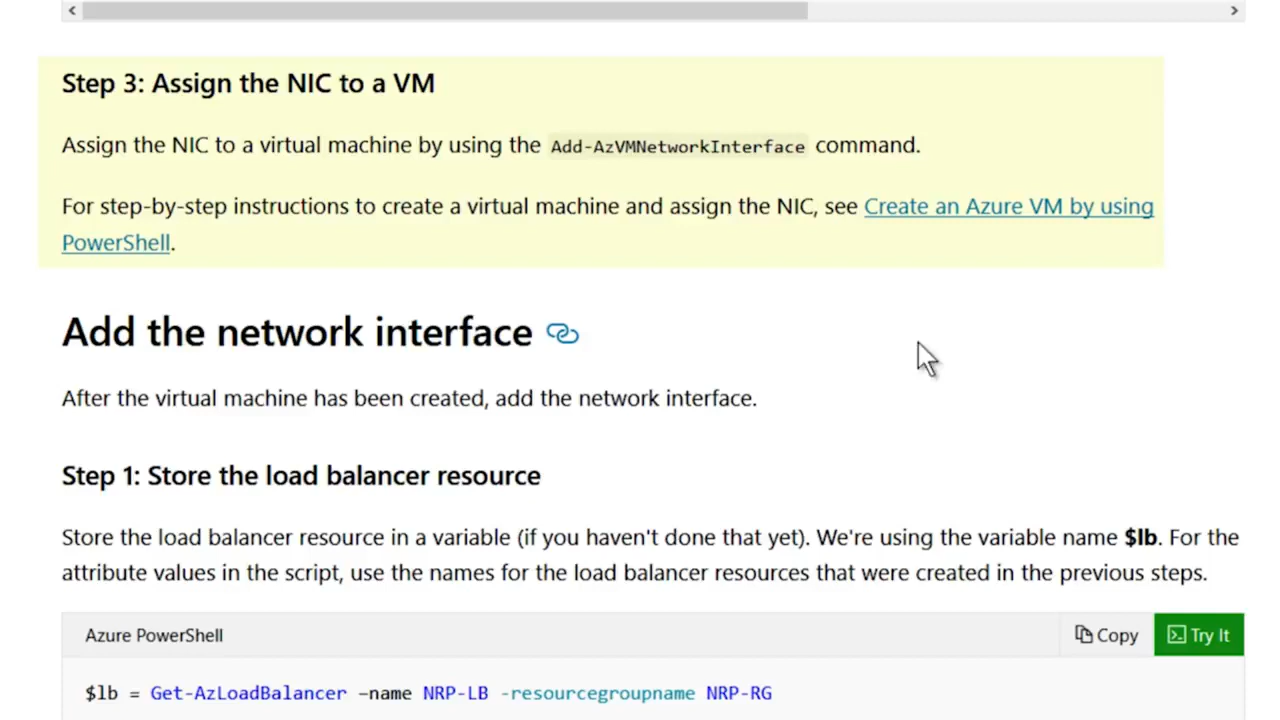 Step 3: Assign the NIC to a VM
Assign the NIC to a virtual machine by using the Add-AzVMNetworkInterface command.
For step-by-step instructions to create a virtual machine and assign the NIC, see Create an Azure VM by using
PowerShell.
Add the network interface
After the virtual machine has been created, add the network interface.
Step 1: Store the load balancer resource
Store the load balancer resource in a variable (if you haven't done that yet). We're using the variable name $lb. For the
attribute values in the script, use the names for the load balancer resources that were created in the previous steps.
Azure PowerShell Copy Try It
$lb = Get-AzLoadBalancer –name NRP-LB -resourcegroupname NRP-RG